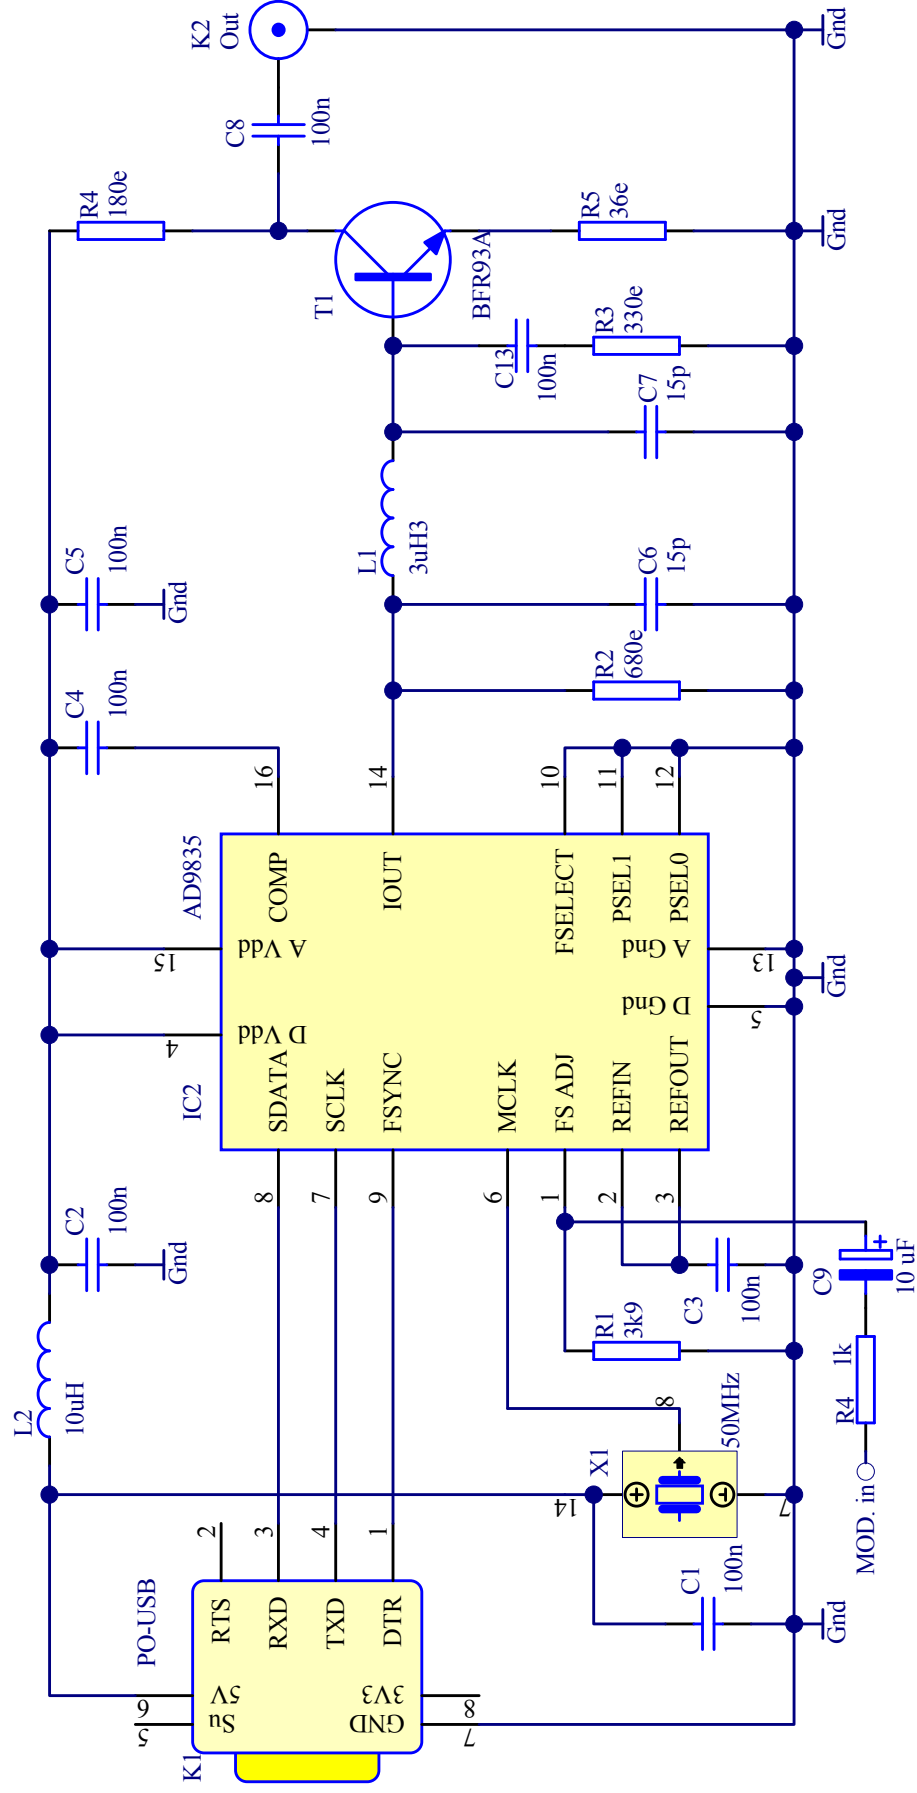 K2
Out
Gnd
C8
100n
R4
180e
T1
BFR93A
R5
36e
Gnd
C13
100n
R3
330e
C7
15p
L1
3uH3
C5
100n
Gnd
C6
15p
R2
680e
C4
100n
16
14
10
11
12
AD9835
COMP
IOUT
FSELECT
PSEL1
PSEL0
15
A Vdd
A Gnd
13
Gnd
4
D Vdd
D Gnd
5
IC2
SDATA
SCLK
FSYNC
MCLK
FS ADJ
REFIN
REFOUT
8
7
9
6
1
2
3
C2
100n
Gnd
L2
10uH
R1
3k9
C3
100n
C9
+
10 uF
R4
1k
MOD. in
X1
50MHz
8
14
7
C1
100n
Gnd
PO-USB
2
3
4
1
RTS
RXD
TXD
DTR
6
5V
3V3
8
5
Su
GND
7
K1